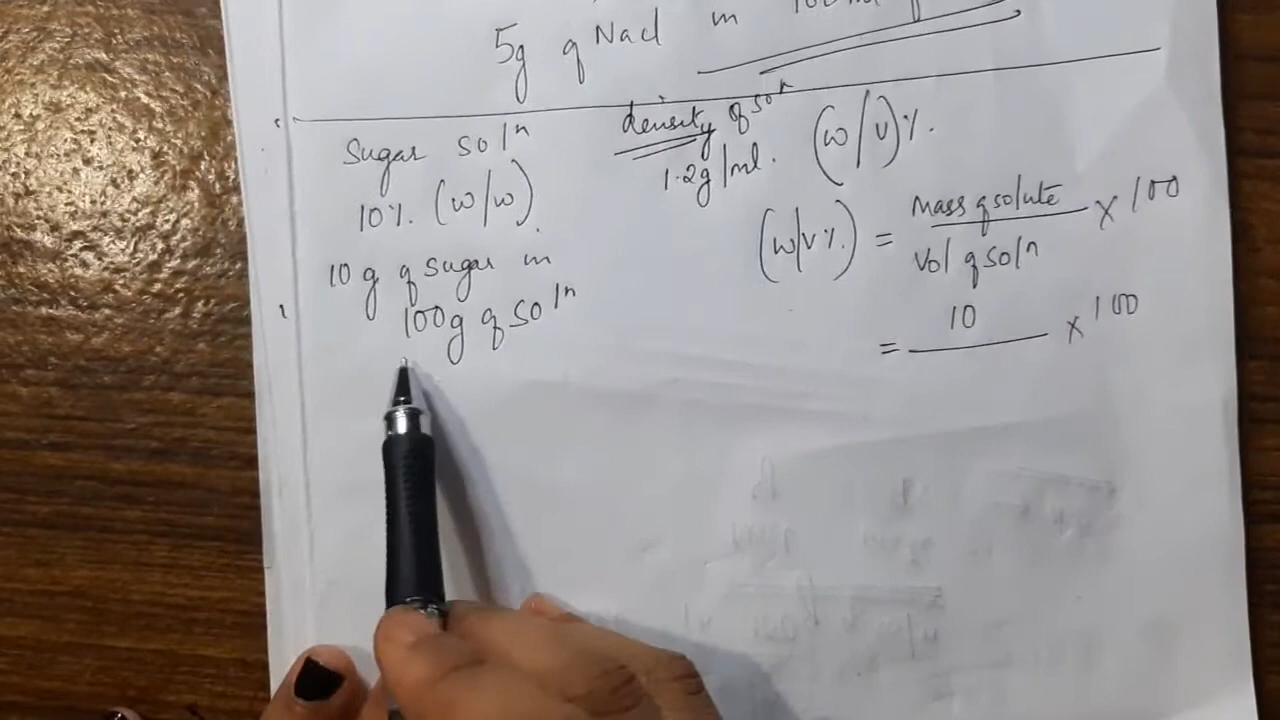 5g of Nacl in 100ml
Sugar soln
10%. (w/w).
10 g of sugar in
100g of soln
density of soln
1.2g/ml.
(w/v)%.
(w/v%.) = Mass of solute / Vol of soln × 100
= 10 / × 100